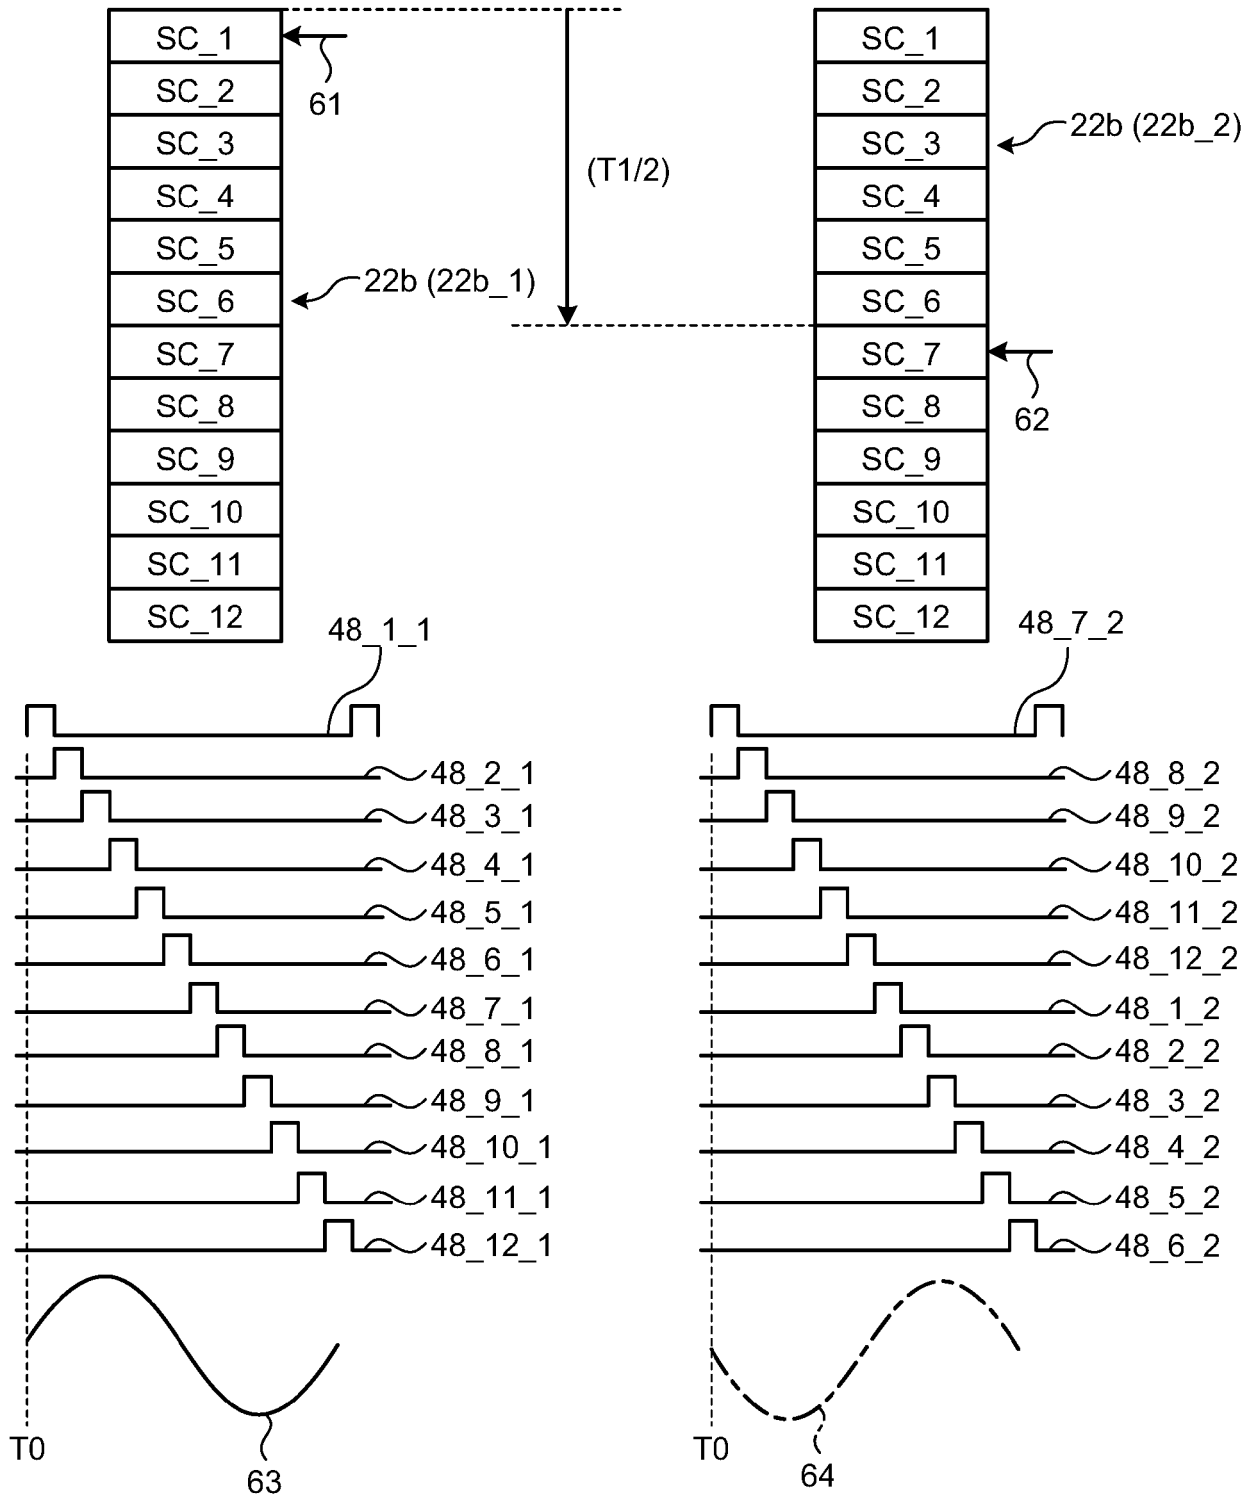 SC_1
SC_2
SC_3
SC_4
SC_5
SC_6
SC_7
SC_8
SC_9
SC_10
SC_11
SC_12
61
22b (22b_1)
(T1/2)
SC_1
SC_2
SC_3
SC_4
SC_5
SC_6
SC_7
SC_8
SC_9
SC_10
SC_11
SC_12
22b (22b_2)
62
48_1_1
48_2_1
48_3_1
48_4_1
48_5_1
48_6_1
48_7_1
48_8_1
48_9_1
48_10_1
48_11_1
48_12_1
T0
63
48_7_2
48_8_2
48_9_2
48_10_2
48_11_2
48_12_2
48_1_2
48_2_2
48_3_2
48_4_2
48_5_2
48_6_2
T0
64